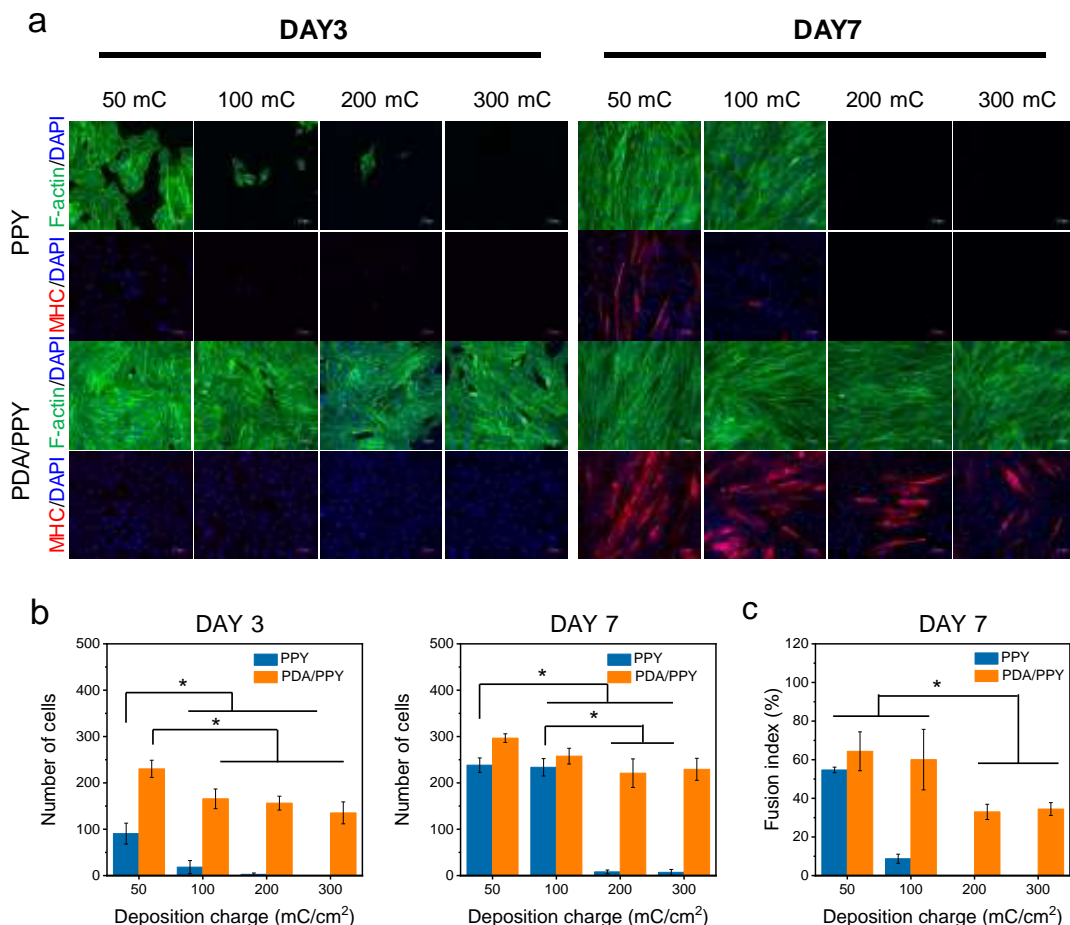 a
DAY3 DAY7
50 mC 100 mC 200 mC 300 mC 50 mC 100 mC 200 mC 300 mC
PPY
F-actin/DAPI
MHC/DAPI
PDA/PPY
F-actin/DAPI
MHC/DAPI
b
DAY 3
Number of cells
500
400
300
200
100
0
PPY
PDA/PPY
*
*
50 100 200 300
Deposition charge (mC/cm²)
DAY 7
Number of cells
500
400
300
200
100
0
PPY
PDA/PPY
*
*
50 100 200 300
Deposition charge (mC/cm²)
c
DAY 7
Fusion index (%)
120
100
80
60
40
20
0
PPY
PDA/PPY
*
50 100 200 300
Deposition charge (mC/cm²)